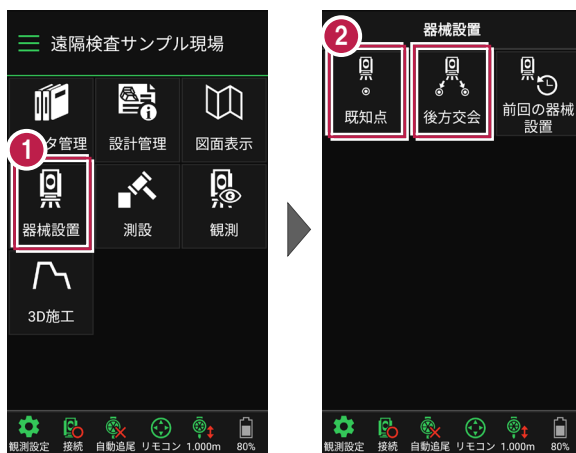 遠隔検査サンプル現場
タ管理
設計管理
図面表示
1
器械設置
測設
観測
3D施工
観測設定
接続
自動追尾
リモコン
1.000m
80%
2
器械設置
既知点
後方交会
前回の器械
設置
観測設定
接続
自動追尾
リモコン
1.000m
80%